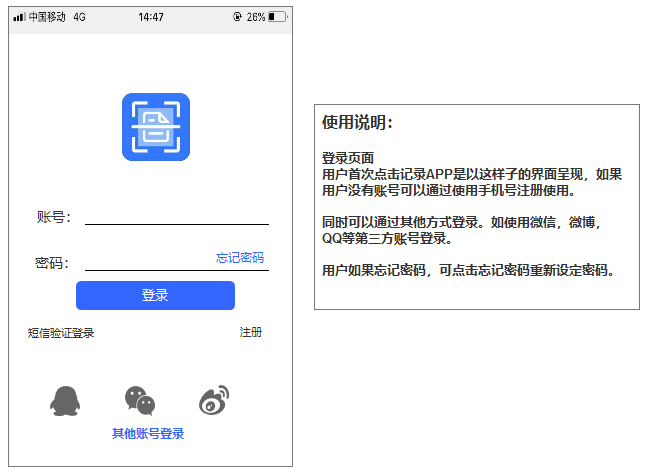 中国移动 4G 14:47 26%
账号：
密码： 忘记密码
登录
短信验证登录 注册
其他账号登录
使用说明：
登录页面
用户首次点击记录APP是以这样子的界面呈现，如果
用户没有账号可以通过使用手机号注册使用。
同时可以通过其他方式登录。如使用微信，微博，
QQ等第三方账号登录。
用户如果忘记密码，可点击忘记密码重新设定密码。